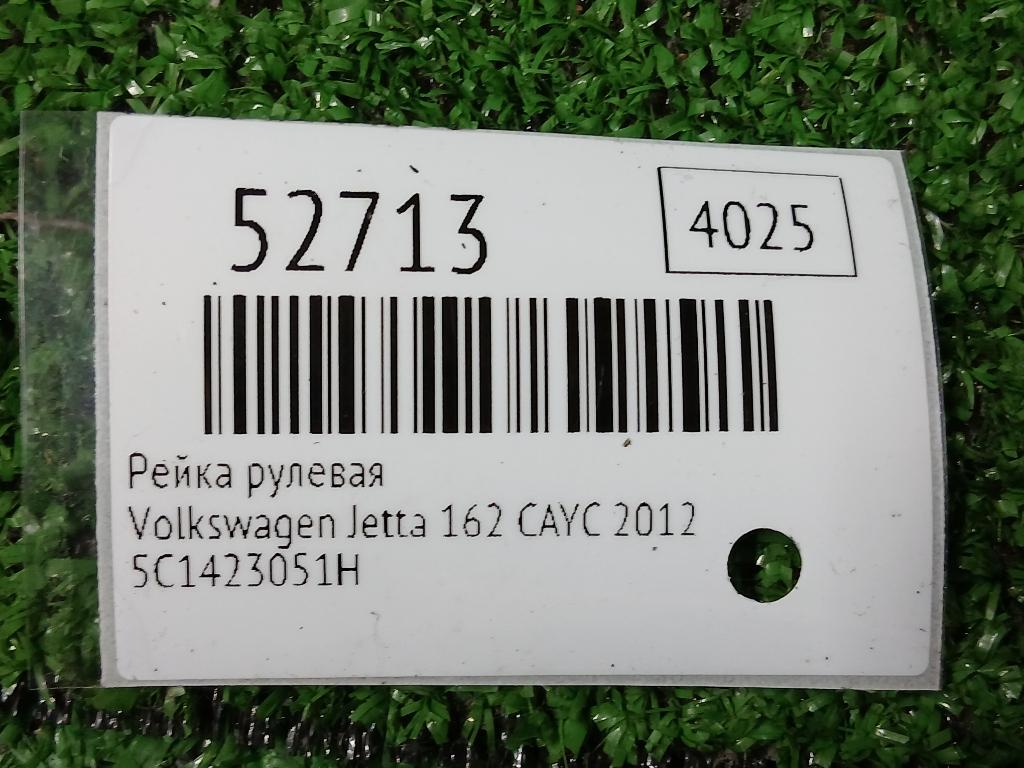 52713
4025
Рейка рулевая
Volkswagen Jetta 162 CAYC 2012
5C1423051H